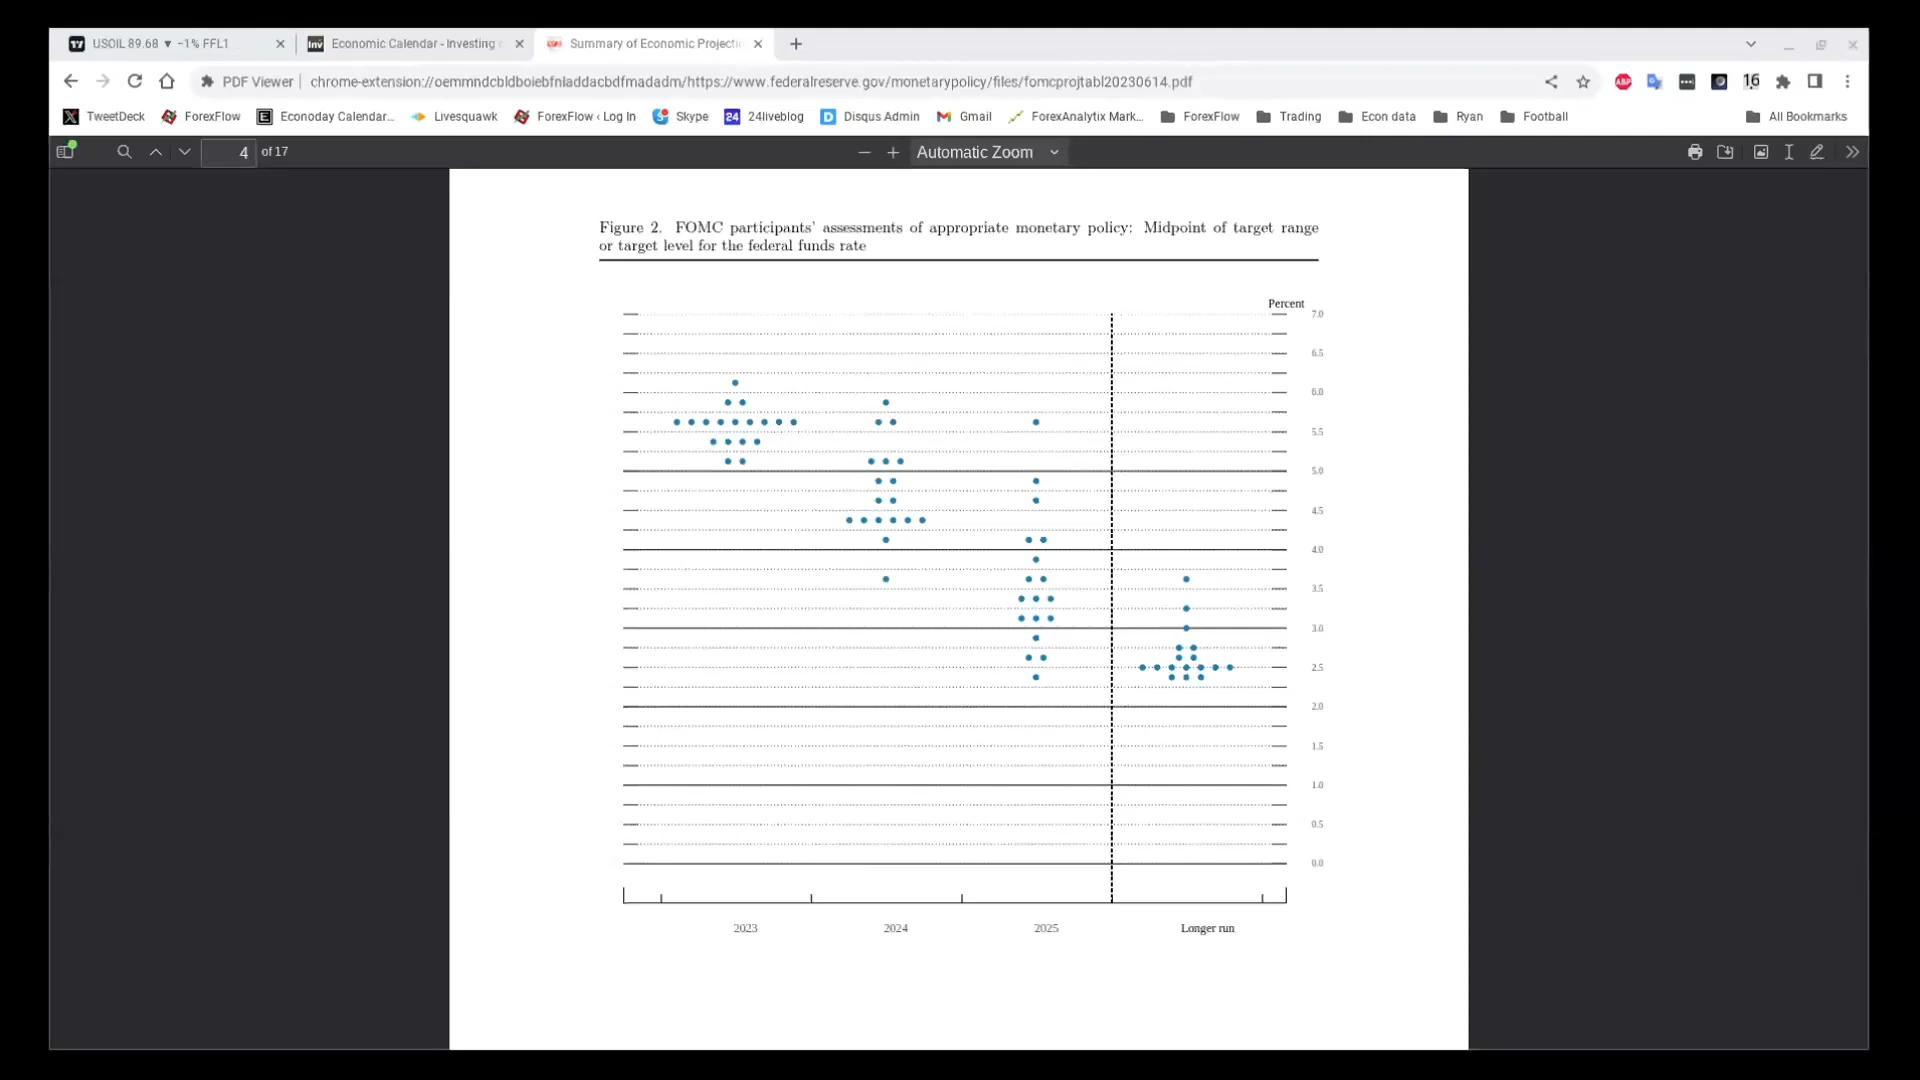 USOIL 89.68 ▼ −1% FFL1
Economic Calendar - Investing
Summary of Economic Projecti
PDF Viewer
chrome-extension://oemmndcbldboiebfnladdacbdfmadadm/https://www.federalreserve.gov/monetarypolicy/files/fomcprojtabl20230614.pdf
ABP
16
TweetDeck
ForexFlow
Econoday Calendar...
Livesquawk
ForexFlow ‹ Log In
Skype
24
24liveblog
Disqus Admin
Gmail
ForexAnalytix Mark...
ForexFlow
Trading
Econ data
Ryan
Football
All Bookmarks
4 of 17
Automatic Zoom
Figure 2. FOMC participants' assessments of appropriate monetary policy: Midpoint of target range
or target level for the federal funds rate
Percent
7.0
6.5
6.0
5.5
5.0
4.5
4.0
3.5
3.0
2.5
2.0
1.5
1.0
0.5
0.0
2023
2024
2025
Longer run